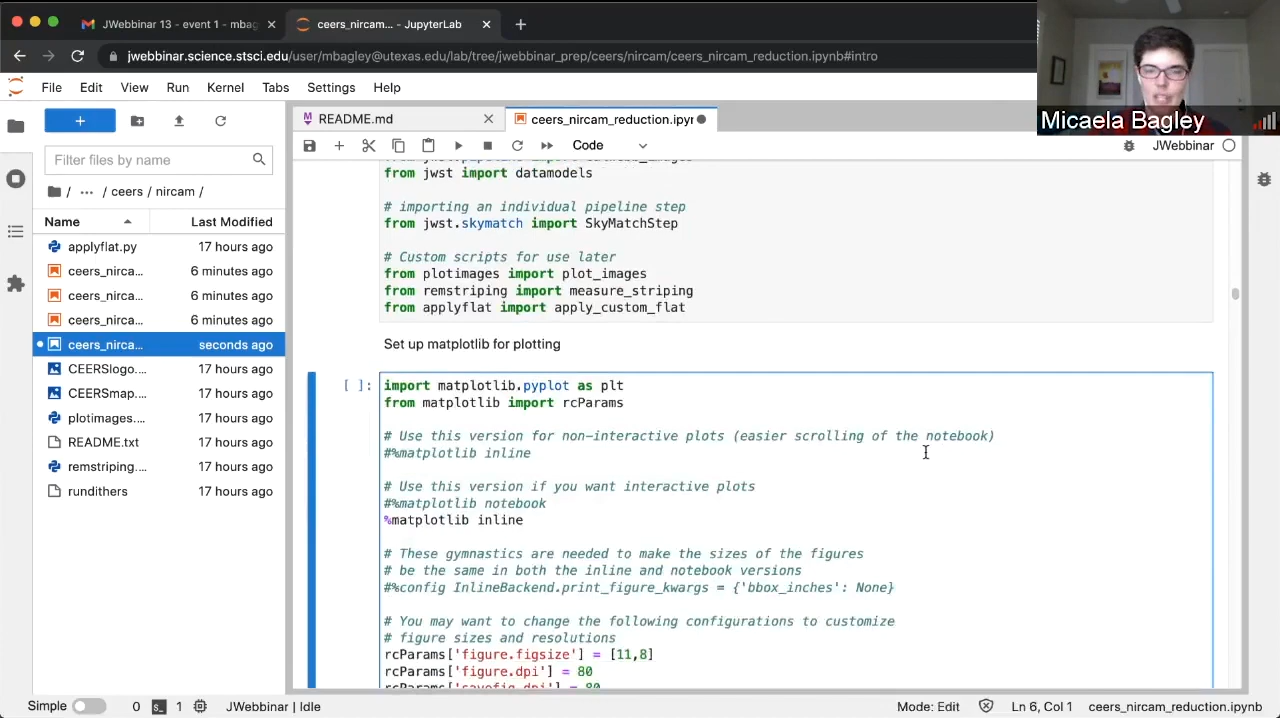 JWebbinar 13 - event 1 - mbag
ceers_nircam... - JupyterLab
jwebbinar.science.stsci.edu/user/mbagley@utexas.edu/lab/tree/jwebbinar_prep/ceers/nircam/ceers_nircam_reduction.ipynb#intro
Micaela Bagley
File Edit View Run Kernel Tabs Settings Help
README.md
ceers_nircam_reduction.ipyr
Filter files by name
Code
JWebbinar
/ ... / ceers / nircam /
Name Last Modified
applyflat.py 17 hours ago
ceers_nirca... 6 minutes ago
ceers_nirca... 6 minutes ago
ceers_nirca... 6 minutes ago
ceers_nirca... seconds ago
CEERSlogo.... 17 hours ago
CEERSmap.... 17 hours ago
plotimages.... 17 hours ago
README.txt 17 hours ago
remstriping.... 17 hours ago
rundithers 17 hours ago
from jwst import datamodels
# importing an individual pipeline step
from jwst.skymatch import SkyMatchStep
# Custom scripts for use later
from plotimages import plot_images
from remstriping import measure_striping
from applyflat import apply_custom_flat
Set up matplotlib for plotting
[ ]:
import matplotlib.pyplot as plt
from matplotlib import rcParams
# Use this version for non-interactive plots (easier scrolling of the notebook)
#%matplotlib inline
# Use this version if you want interactive plots
#%matplotlib notebook
%matplotlib inline
# These gymnastics are needed to make the sizes of the figures
# be the same in both the inline and notebook versions
#%config InlineBackend.print_figure_kwargs = {'bbox_inches': None}
# You may want to change the following configurations to customize
# figure sizes and resolutions
rcParams['figure.figsize'] = [11,8]
rcParams['figure.dpi'] = 80
rcParams['savefig.dpi'] = 80
Simple 0 1 JWebbinar | Idle Mode: Edit Ln 6, Col 1 ceers_nircam_reduction.ipynb